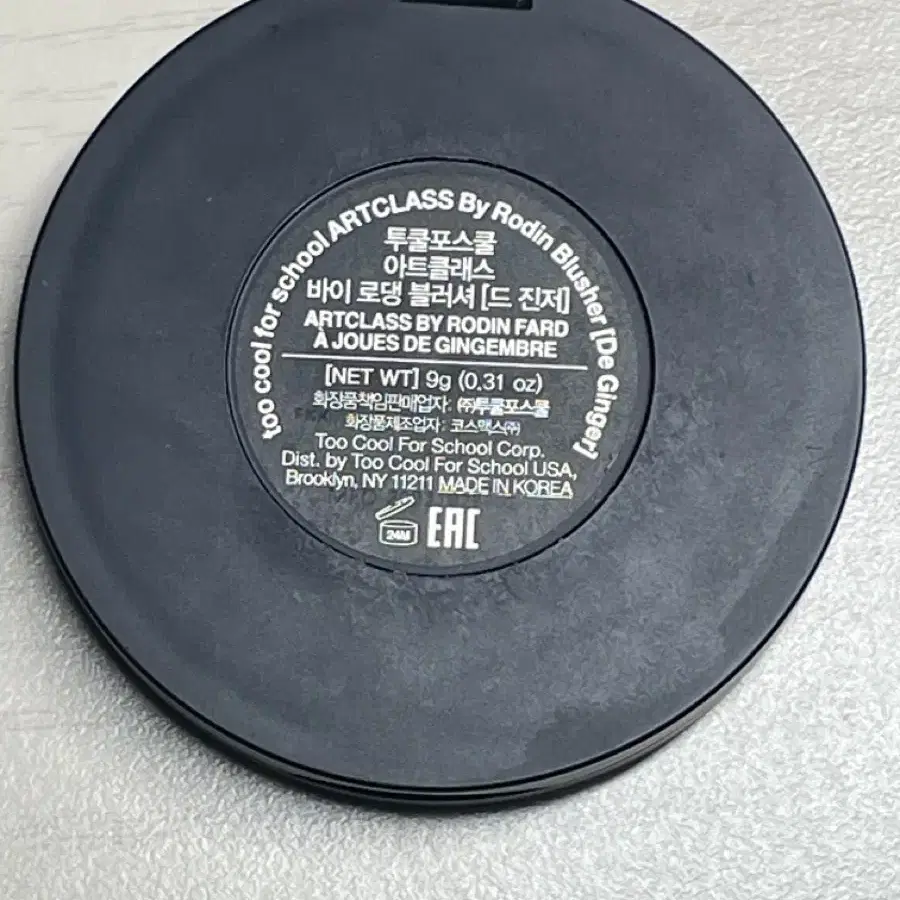 too cool for school ARTCLASS By Rodin Blusher [De Ginger]
투쿨포스쿨
아트클래스
바이 로댕 블러셔 [드 진저]
ARTCLASS BY RODIN FARD
À JOUES DE GINGEMBRE
[NET WT] 9g (0.31 oz)
화장품책임판매업자: ㈜투쿨포스쿨
화장품제조업자: 코스맥스㈜
Too Cool For School Corp.
Dist. by Too Cool For School USA,
Brooklyn, NY 11211 MADE IN KOREA
24M
EAC